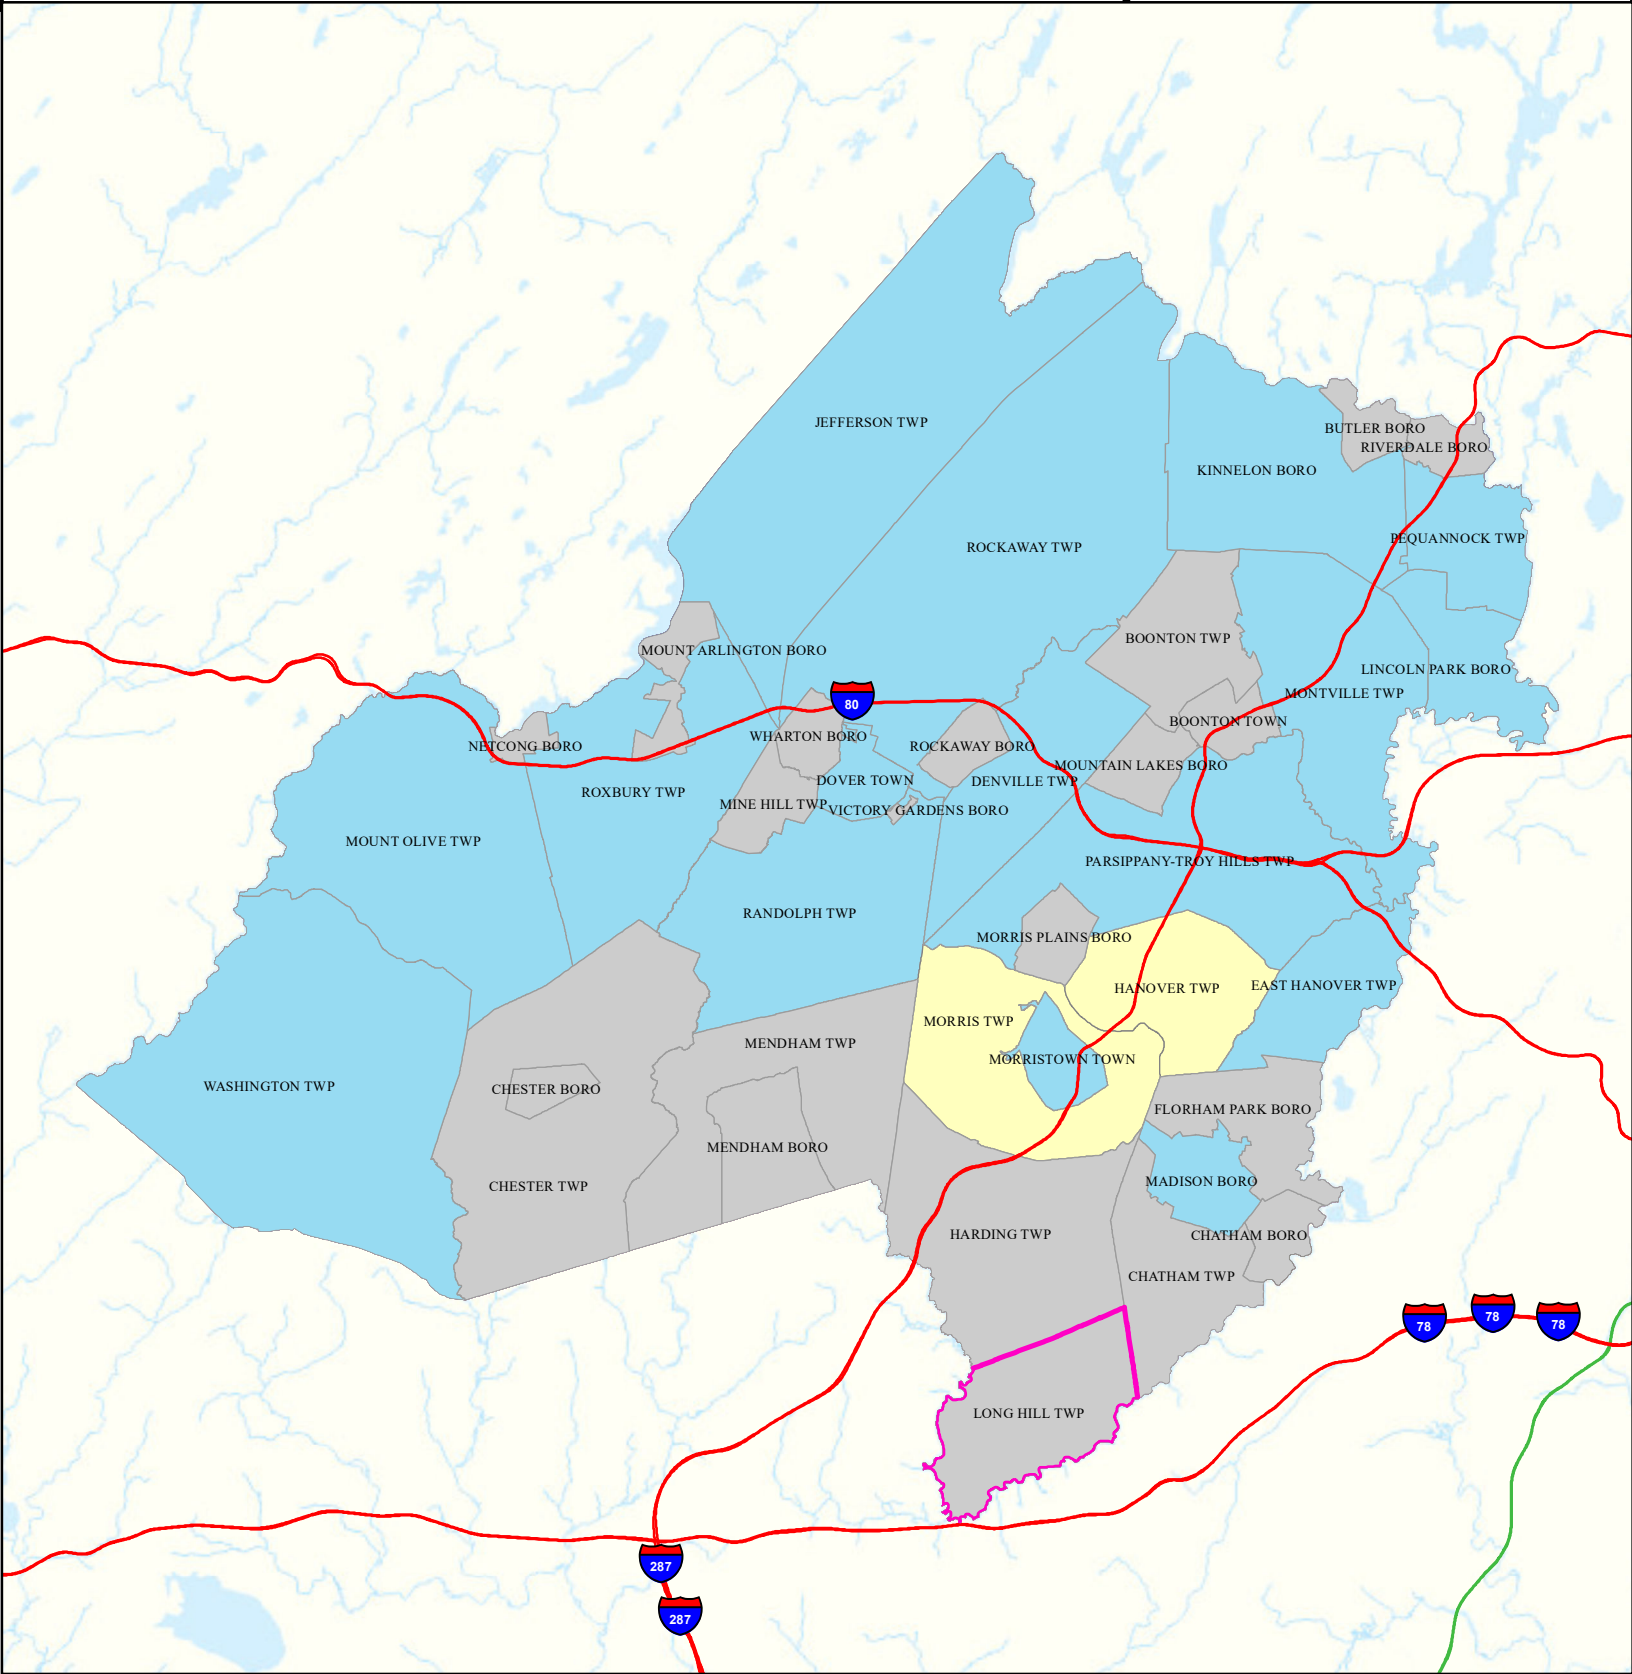 JEFFERSON TWP
BUTLER BORO
RIVERDALE BORO
KINNELON BORO
PEQUANNOCK TWP
ROCKAWAY TWP
BOONTON TWP
MOUNT ARLINGTON BORO
LINCOLN PARK BORO
MONTVILLE TWP
80
BOONTON TOWN
WHARTON BORO
NETCONG BORO
ROCKAWAY BORO
MOUNTAIN LAKES BORO
DOVER TOWN
DENVILLE TWP
ROXBURY TWP
MINE HILL TWP
VICTORY GARDENS BORO
MOUNT OLIVE TWP
PARSIPPANY-TROY HILLS TWP
RANDOLPH TWP
MORRIS PLAINS BORO
EAST HANOVER TWP
HANOVER TWP
MORRIS TWP
MENDHAM TWP
MORRISTOWN TOWN
WASHINGTON TWP
CHESTER BORO
FLORHAM PARK BORO
MENDHAM BORO
MADISON BORO
CHESTER TWP
HARDING TWP
CHATHAM BORO
CHATHAM TWP
78
78
78
LONG HILL TWP
287
287